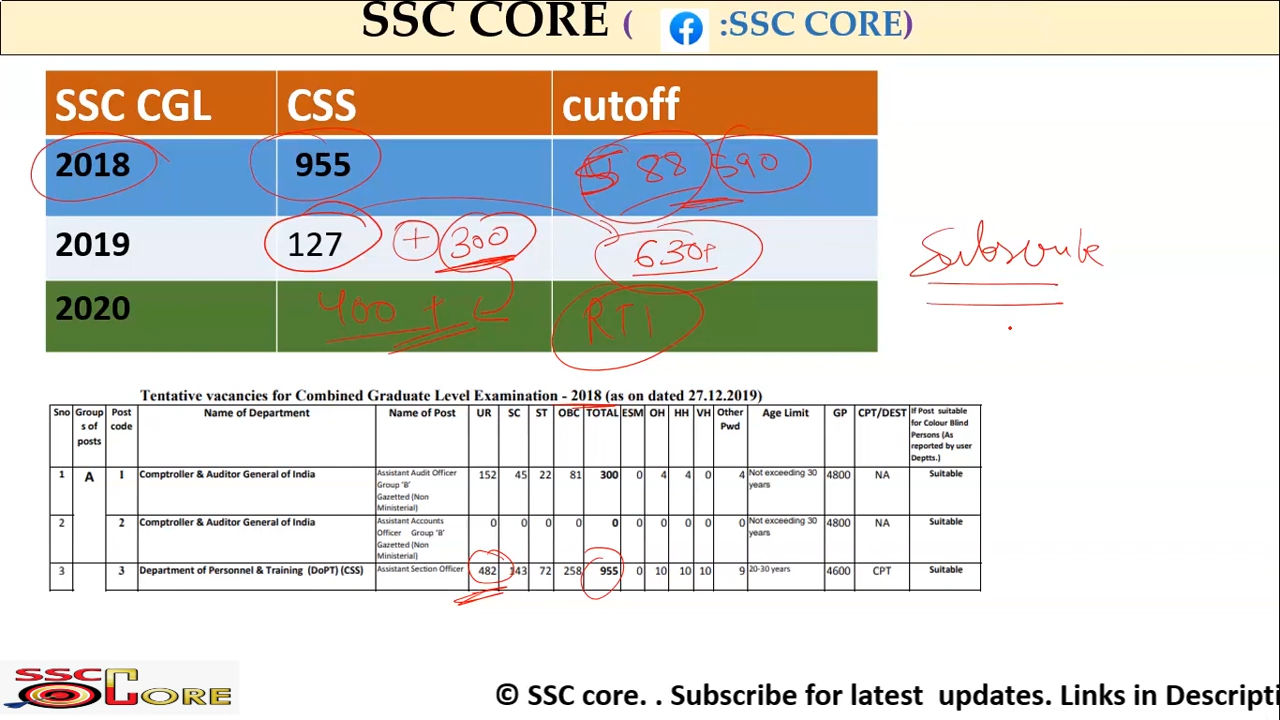 SSC CORE ( :SSC CORE)
SSC CGL CSS cutoff
2018 955 588 590
2019 127 + 300 630+
2020 400 + RTI
Subscribe
Tentative vacancies for Combined Graduate Level Examination - 2018 (as on dated 27.12.2019)
Sno Group s of posts Post code Name of Department Name of Post UR SC ST OBC TOTAL ESM OH HH VH Other Pwd Age Limit GP CPT/DEST If Post suitable for Colour Blind Persons (As reported by user Deptts.)
1 A 1 Comptroller & Auditor General of India Assistant Audit Officer Group 'B' Gazetted (Non Ministerial) 152 45 22 81 300 0 4 4 0 4 Not exceeding 30 years 4800 NA Suitable
2 2 Comptroller & Auditor General of India Assistant Accounts Officer Group 'B' Gazetted (Non Ministerial) 0 0 0 0 0 0 0 0 0 0 Not exceeding 30 years 4800 NA Suitable
3 3 Department of Personnel & Training (DoPT) (CSS) Assistant Section Officer 482 143 72 258 955 0 10 10 10 9 20-30 years 4600 CPT Suitable
SSC CORE
© SSC core. . Subscribe for latest updates. Links in Descripti